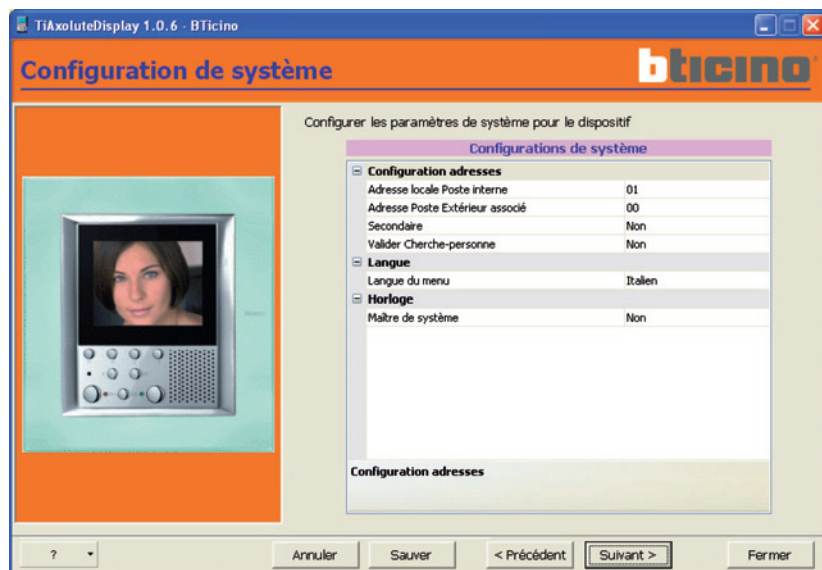 TiAxoluteDisplay 1.0.6 - BTicino
Configuration de système
bticino
Configurer les paramètres de système pour le dispositif
Configurations de système
Configuration adresses
Adresse locale Poste interne 01
Adresse Poste Extérieur associé 00
Secondaire Non
Valider Cherche-personne Non
Langue
Langue du menu Italien
Horloge
Maître de système Non
Configuration adresses
? Annuler Sauver < Précédent Suivant > Fermer